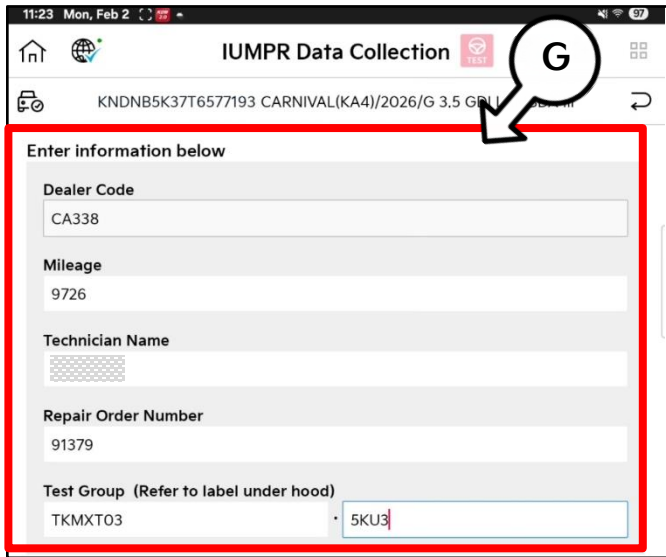 11:23 Mon, Feb 2 97
IUMPR Data Collection TEST
G
KNDNB5K37T6577193 CARNIVAL(KA4)/2026/G 3.5 GDI
Enter information below
Dealer Code
CA338
Mileage
9726
Technician Name
Repair Order Number
91379
Test Group (Refer to label under hood)
TKMXT03 · 5KU3